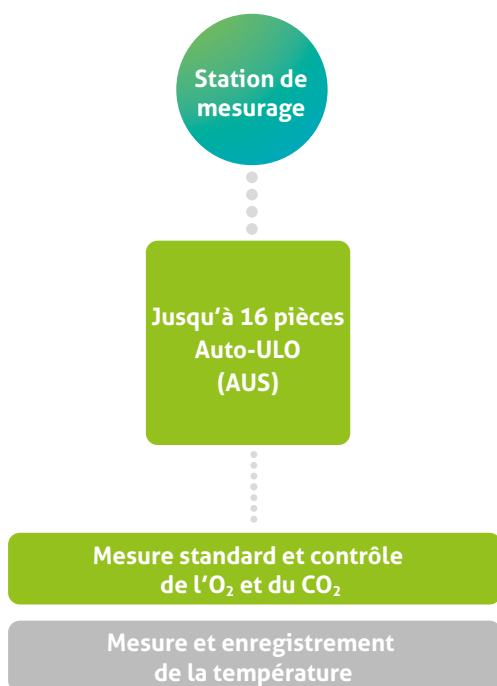 Station de
mesurage
Jusqu'à 16 pièces
Auto-ULO
(AUS)
Mesure standard et contrôle
de l'O₂ et du CO₂
Mesure et enregistrement
de la température